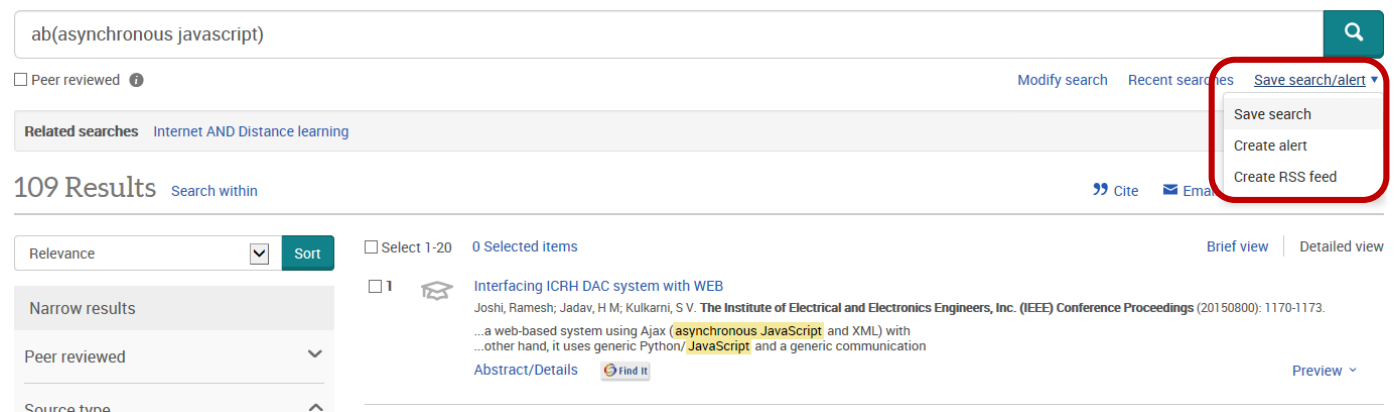 ab(asynchronous javascript)
Peer reviewed
Modify search Recent searches Save search/alert
Save search
Create alert
Create RSS feed
Related searches Internet AND Distance learning
109 Results Search within
Cite Emai
Relevance Sort
Select 1-20 0 Selected items Brief view Detailed view
Narrow results
Peer reviewed
Source type
1 Interfacing ICRH DAC system with WEB
Joshi, Ramesh; Jadav, H M; Kulkarni, S V. The Institute of Electrical and Electronics Engineers, Inc. (IEEE) Conference Proceedings (20150800): 1170-1173.
...a web-based system using Ajax (asynchronous JavaScript and XML) with
...other hand, it uses generic Python/JavaScript and a generic communication
Abstract/Details Find It Preview